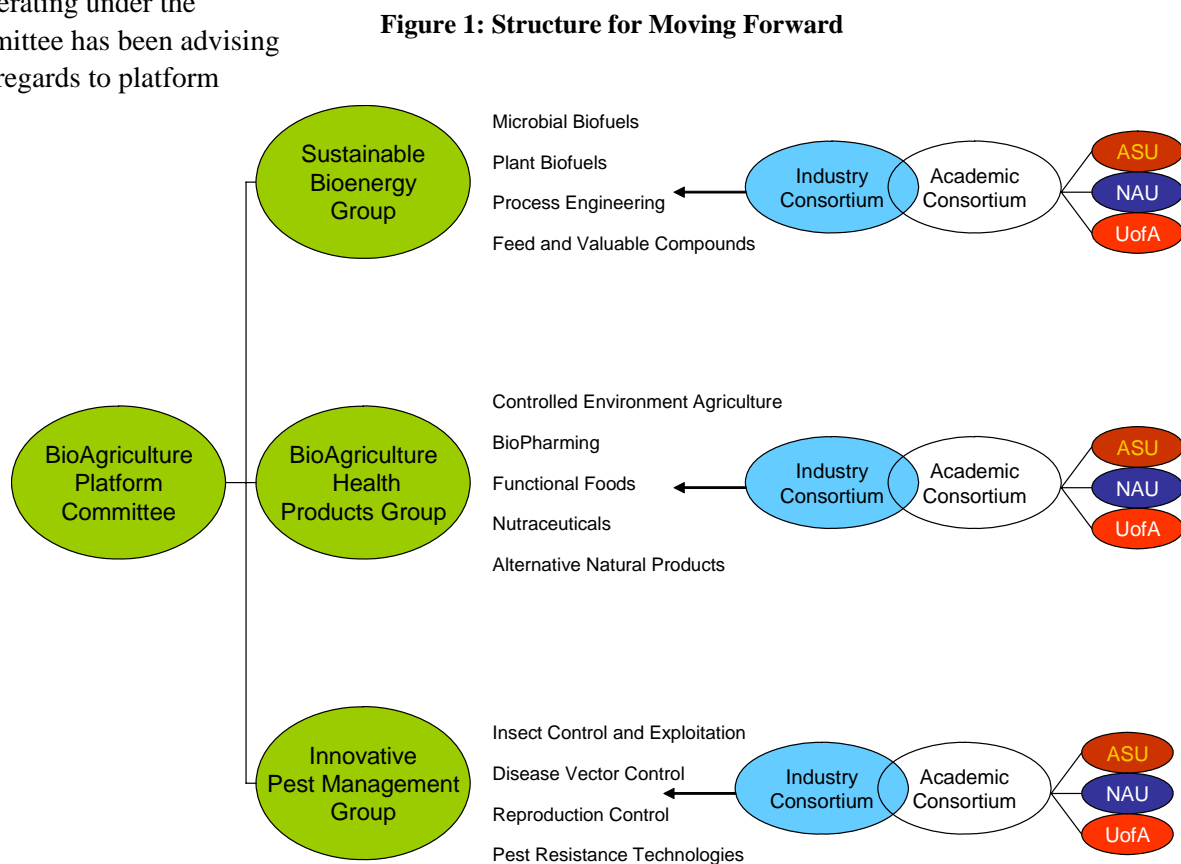 erating under the
mittee has been advising
regards to platform
Figure 1: Structure for Moving Forward
BioAgriculture
Platform
Committee
Sustainable
Bioenergy
Group
Microbial Biofuels
Plant Biofuels
Process Engineering
Feed and Valuable Compounds
Industry
Consortium
Academic
Consortium
ASU
NAU
UofA
BioAgriculture
Health
Products Group
Controlled Environment Agriculture
BioPharming
Functional Foods
Nutraceuticals
Alternative Natural Products
Industry
Consortium
Academic
Consortium
ASU
NAU
UofA
Innovative
Pest Management
Group
Insect Control and Exploitation
Disease Vector Control
Reproduction Control
Pest Resistance Technologies
Industry
Consortium
Academic
Consortium
ASU
NAU
UofA